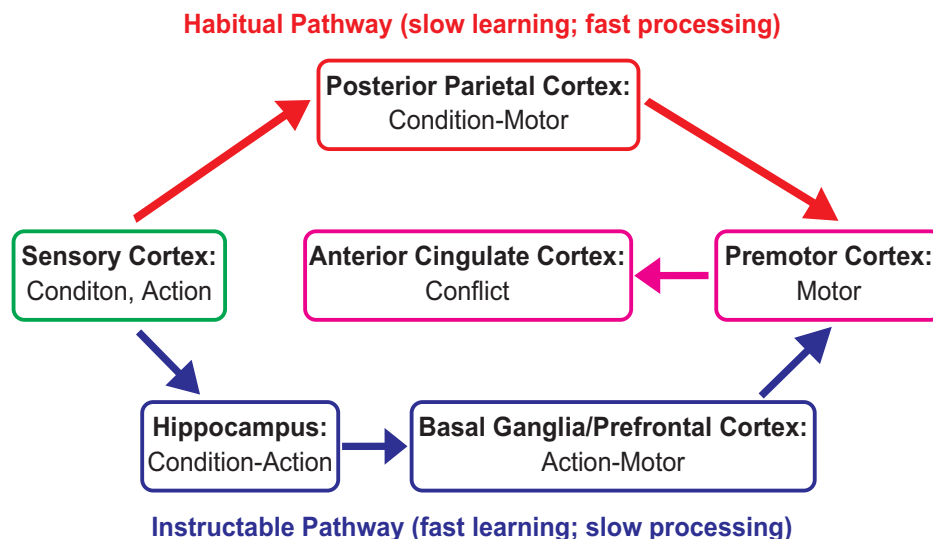 Habitual Pathway (slow learning; fast processing)
Posterior Parietal Cortex:
Condition-Motor
Sensory Cortex:
Conditon, Action
Anterior Cingulate Cortex:
Conflict
Premotor Cortex:
Motor
Hippocampus:
Condition-Action
Basal Ganglia/Prefrontal Cortex:
Action-Motor
Instructable Pathway (fast learning; slow processing)